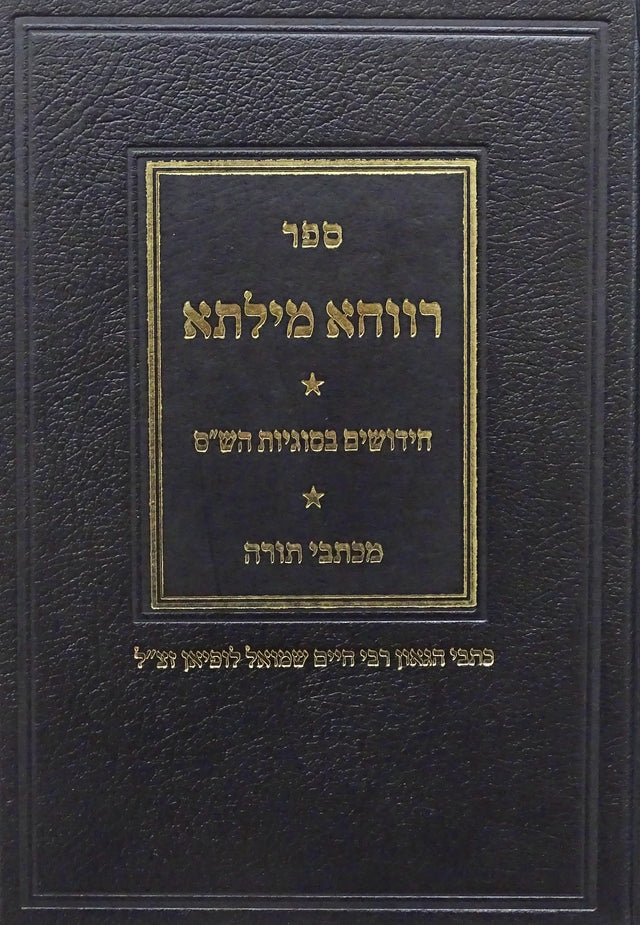 ספר
רווחא מילתא
חידושים בסוגיות הש״ס
מכתבי תורה
כתבי הגאון רבי חיים שמואל לופיאן זצ״ל